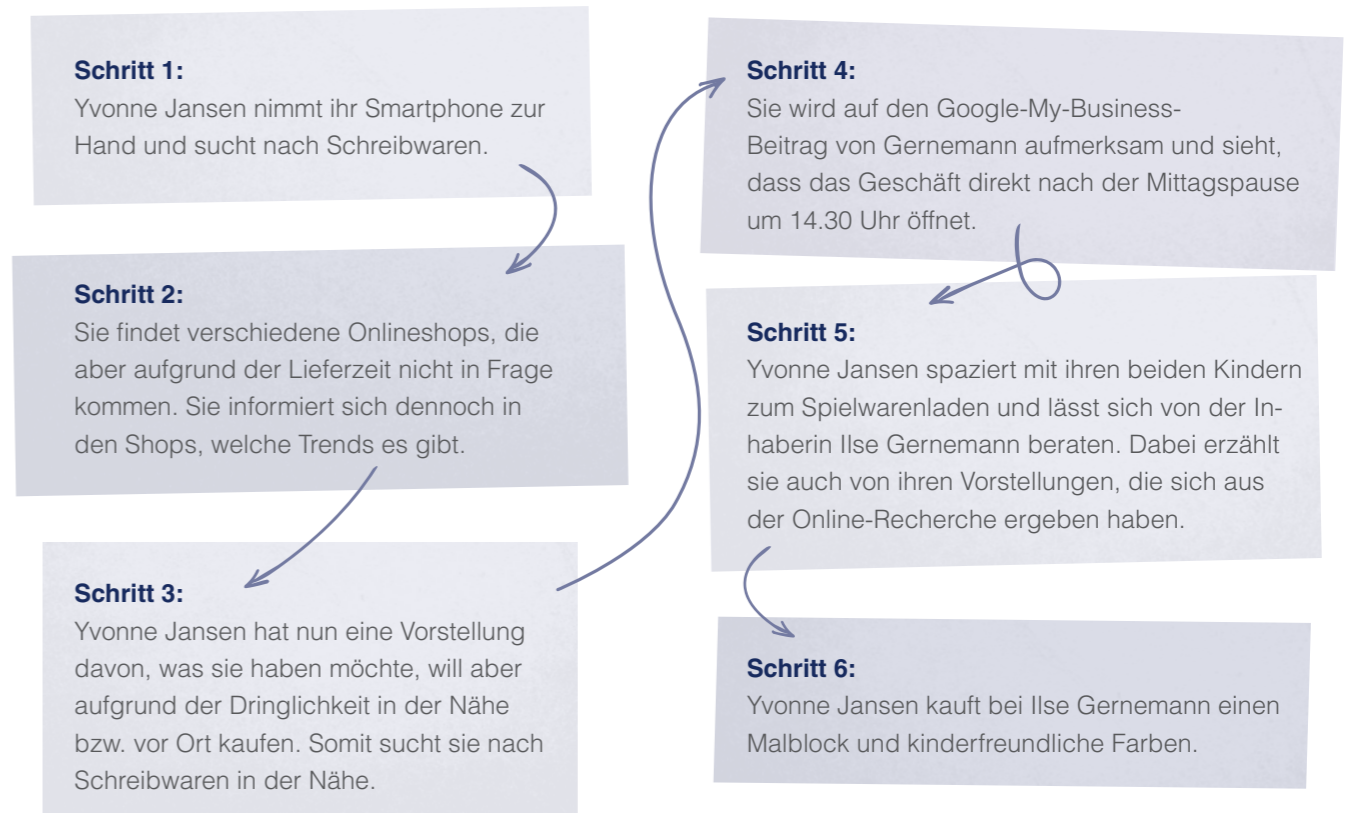 Schritt 1:
Yvonne Jansen nimmt ihr Smartphone zur
Hand und sucht nach Schreibwaren.
Schritt 2:
Sie findet verschiedene Onlineshops, die
aber aufgrund der Lieferzeit nicht in Frage
kommen. Sie informiert sich dennoch in
den Shops, welche Trends es gibt.
Schritt 3:
Yvonne Jansen hat nun eine Vorstellung
davon, was sie haben möchte, will aber
aufgrund der Dringlichkeit in der Nähe
bzw. vor Ort kaufen. Somit sucht sie nach
Schreibwaren in der Nähe.
Schritt 4:
Sie wird auf den Google-My-Business-
Beitrag von Gernemann aufmerksam und sieht,
dass das Geschäft direkt nach der Mittagspause
um 14.30 Uhr öffnet.
Schritt 5:
Yvonne Jansen spaziert mit ihren beiden Kindern
zum Spielwarenladen und lässt sich von der In-
haberin Ilse Gernemann beraten. Dabei erzählt
sie auch von ihren Vorstellungen, die sich aus
der Online-Recherche ergeben haben.
Schritt 6:
Yvonne Jansen kauft bei Ilse Gernemann einen
Malblock und kinderfreundliche Farben.